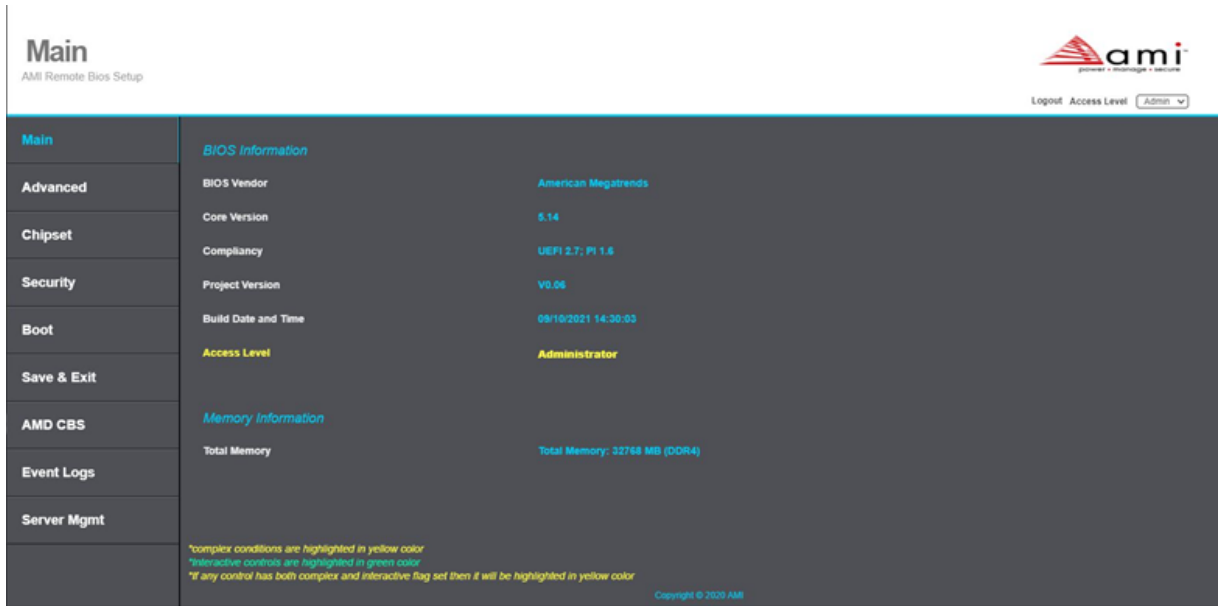 Main
AMI Remote Bios Setup
ami
power • manage • secure
Logout Access Level Admin
Main
Advanced
Chipset
Security
Boot
Save & Exit
AMD CBS
Event Logs
Server Mgmt
BIOS Information
BIOS Vendor American Megatrends
Core Version 5.14
Compliancy UEFI 2.7; PI 1.6
Project Version V0.06
Build Date and Time 09/10/2021 14:30:03
Access Level Administrator
Memory Information
Total Memory Total Memory: 32768 MB (DDR4)
*complex conditions are highlighted in yellow color
*Interactive controls are highlighted in green color
*If any control has both complex and interactive flag set then it will be highlighted in yellow color
Copyright © 2020 AMI